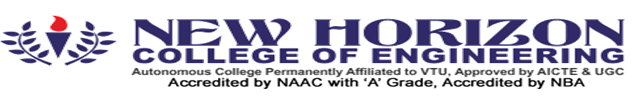 NEW HORIZON
COLLEGE OF ENGINEERING
Autonomous College Permanently Affiliated to VTU, Approved by AICTE & UGC
Accredited by NAAC with ‘A’ Grade, Accredited by NBA